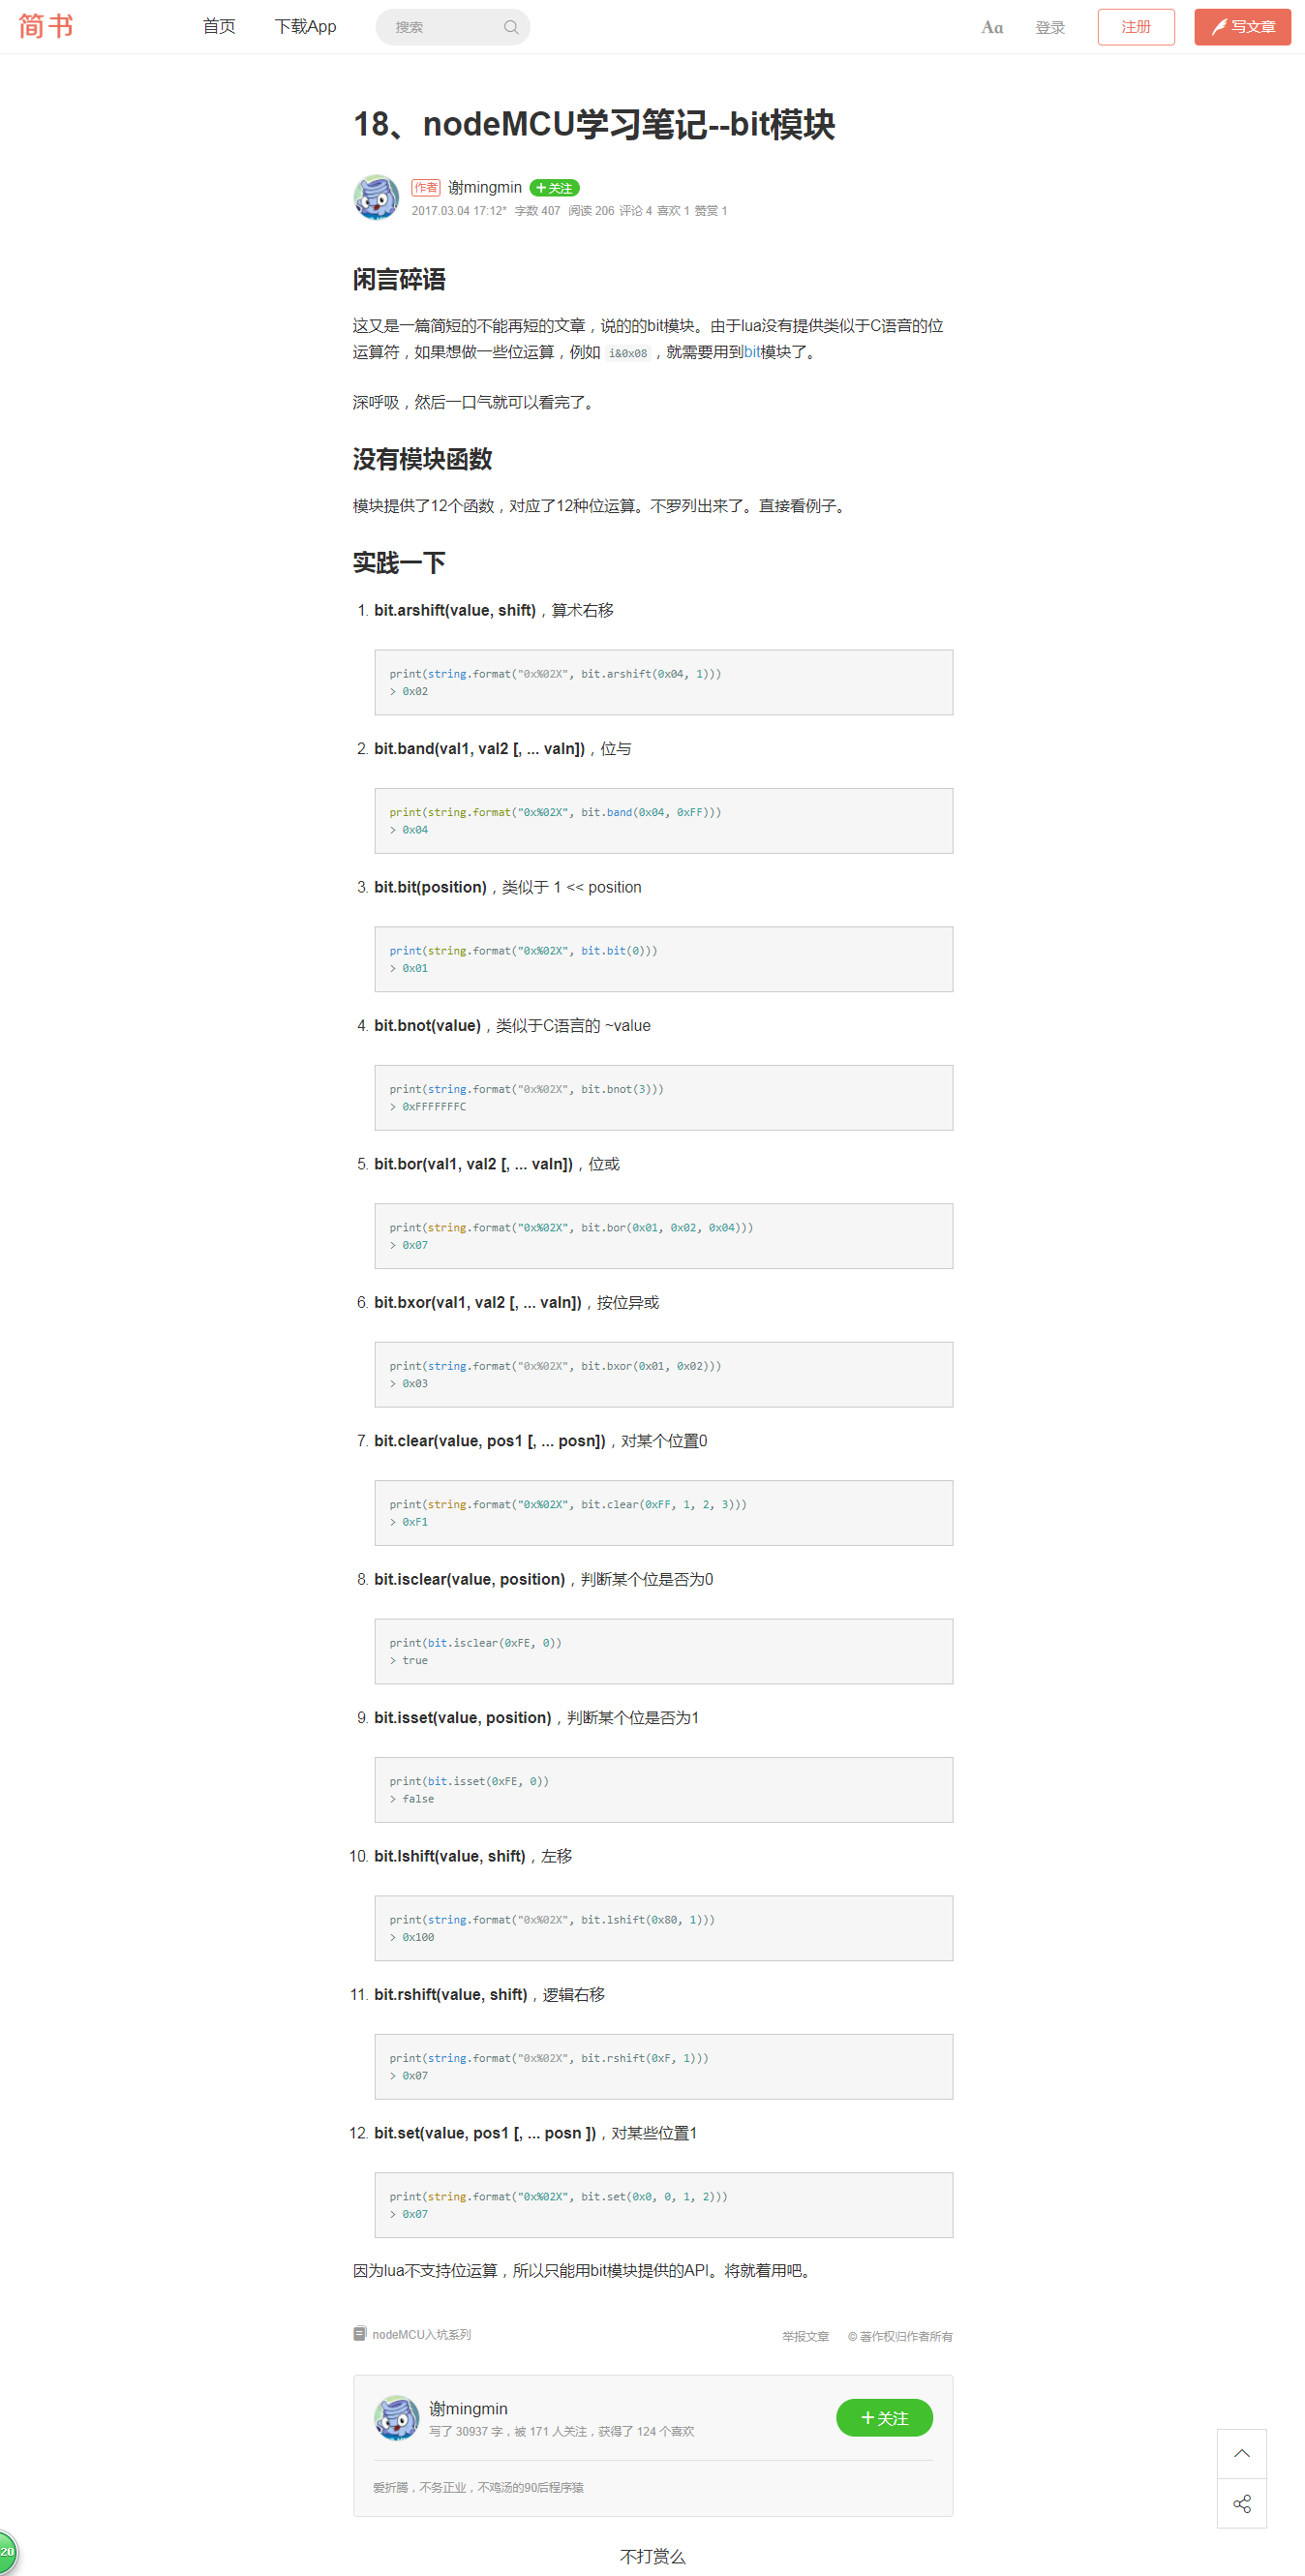 简书
首页 下载App 搜索 Aa 登录 注册 写文章
18、nodeMCU学习笔记--bit模块
作者 谢mingmin +关注
2017.03.04 17:12* 字数 407 阅读 206 评论 4 喜欢 1 赞赏 1
闲言碎语
这又是一篇简短的不能再短的文章，说的的bit模块。由于lua没有提供类似于C语音的位
运算符，如果想做一些位运算，例如 i&0x08，就需要用到bit模块了。
深呼吸，然后一口气就可以看完了。
没有模块函数
模块提供了12个函数，对应了12种位运算。不罗列出来了。直接看例子。
实践一下
1. bit.arshift(value, shift)，算术右移
print(string.format("0x%02X", bit.arshift(0x04, 1)))
> 0x02
2. bit.band(val1, val2 [, ... valn])，位与
print(string.format("0x%02X", bit.band(0x04, 0xFF)))
> 0x04
3. bit.bit(position)，类似于 1 << position
print(string.format("0x%02X", bit.bit(0)))
> 0x01
4. bit.bnot(value)，类似于C语言的 ~value
print(string.format("0x%02X", bit.bnot(3)))
> 0xFFFFFFFC
5. bit.bor(val1, val2 [, ... valn])，位或
print(string.format("0x%02X", bit.bor(0x01, 0x02, 0x04)))
> 0x07
6. bit.bxor(val1, val2 [, ... valn])，按位异或
print(string.format("0x%02X", bit.bxor(0x01, 0x02)))
> 0x03
7. bit.clear(value, pos1 [, ... posn])，对某个位置0
print(string.format("0x%02X", bit.clear(0xFF, 1, 2, 3)))
> 0xF1
8. bit.isclear(value, position)，判断某个位是否为0
print(bit.isclear(0xFE, 0))
> true
9. bit.isset(value, position)，判断某个位是否为1
print(bit.isset(0xFE, 0))
> false
10. bit.lshift(value, shift)，左移
print(string.format("0x%02X", bit.lshift(0x80, 1)))
> 0x100
11. bit.rshift(value, shift)，逻辑右移
print(string.format("0x%02X", bit.rshift(0xF, 1)))
> 0x07
12. bit.set(value, pos1 [, ... posn ])，对某些位置1
print(string.format("0x%02X", bit.set(0x0, 0, 1, 2)))
> 0x07
因为lua不支持位运算，所以只能用bit模块提供的API。将就着用吧。
nodeMCU入坑系列 举报文章 © 著作权归作者所有
谢mingmin
写了 30937 字，被 171 人关注，获得了 124 个喜欢
+关注
爱折腾，不务正业，不鸡汤的90后程序猿
20
不打赏么